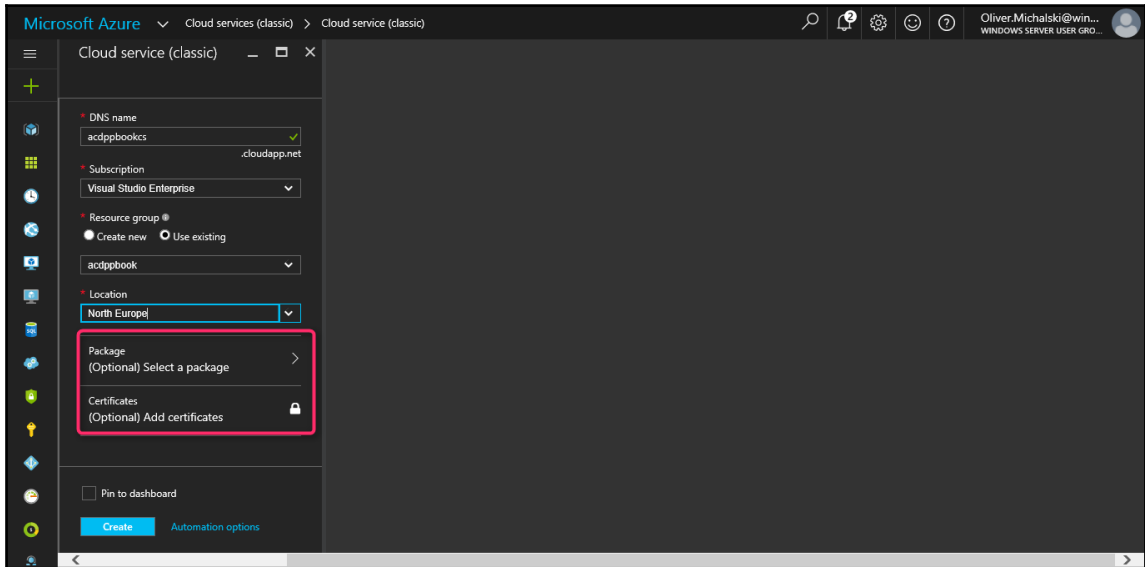 Microsoft Azure Cloud services (classic) > Cloud service (classic)
2
Oliver.Michalski@win...
WINDOWS SERVER USER GRO...
Cloud service (classic)
* DNS name
acdppbookcs
.cloudapp.net
* Subscription
Visual Studio Enterprise
* Resource group
Create new Use existing
acdppbook
* Location
North Europe
Package
(Optional) Select a package
Certificates
(Optional) Add certificates
Pin to dashboard
Create Automation options